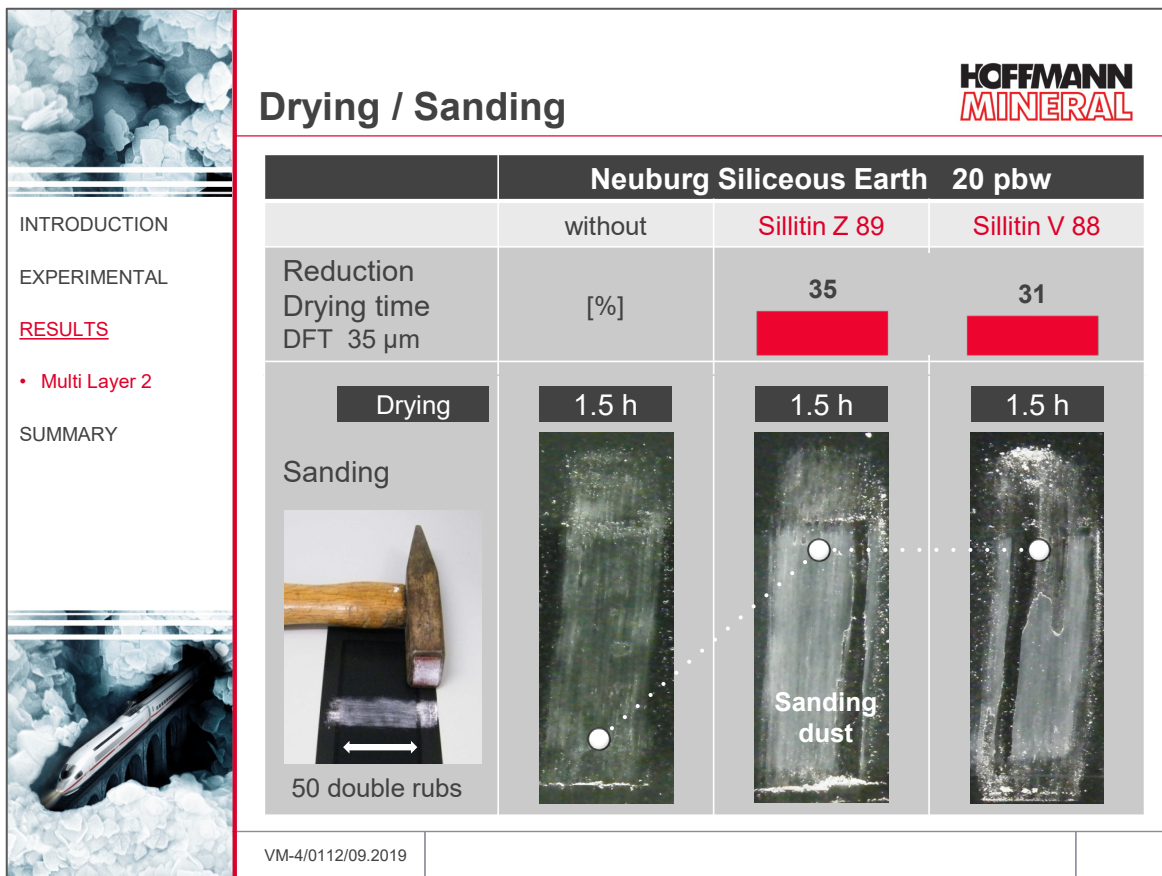 Drying / Sanding
HOFFMANN
MINERAL
INTRODUCTION
EXPERIMENTAL
RESULTS
• Multi Layer 2
SUMMARY
Neuburg Siliceous Earth 20 pbw
without Sillitin Z 89 Sillitin V 88
Reduction
Drying time
DFT 35 µm
[%]
35
31
Drying 1.5 h 1.5 h 1.5 h
Sanding
Sanding
dust
50 double rubs
VM-4/0112/09.2019